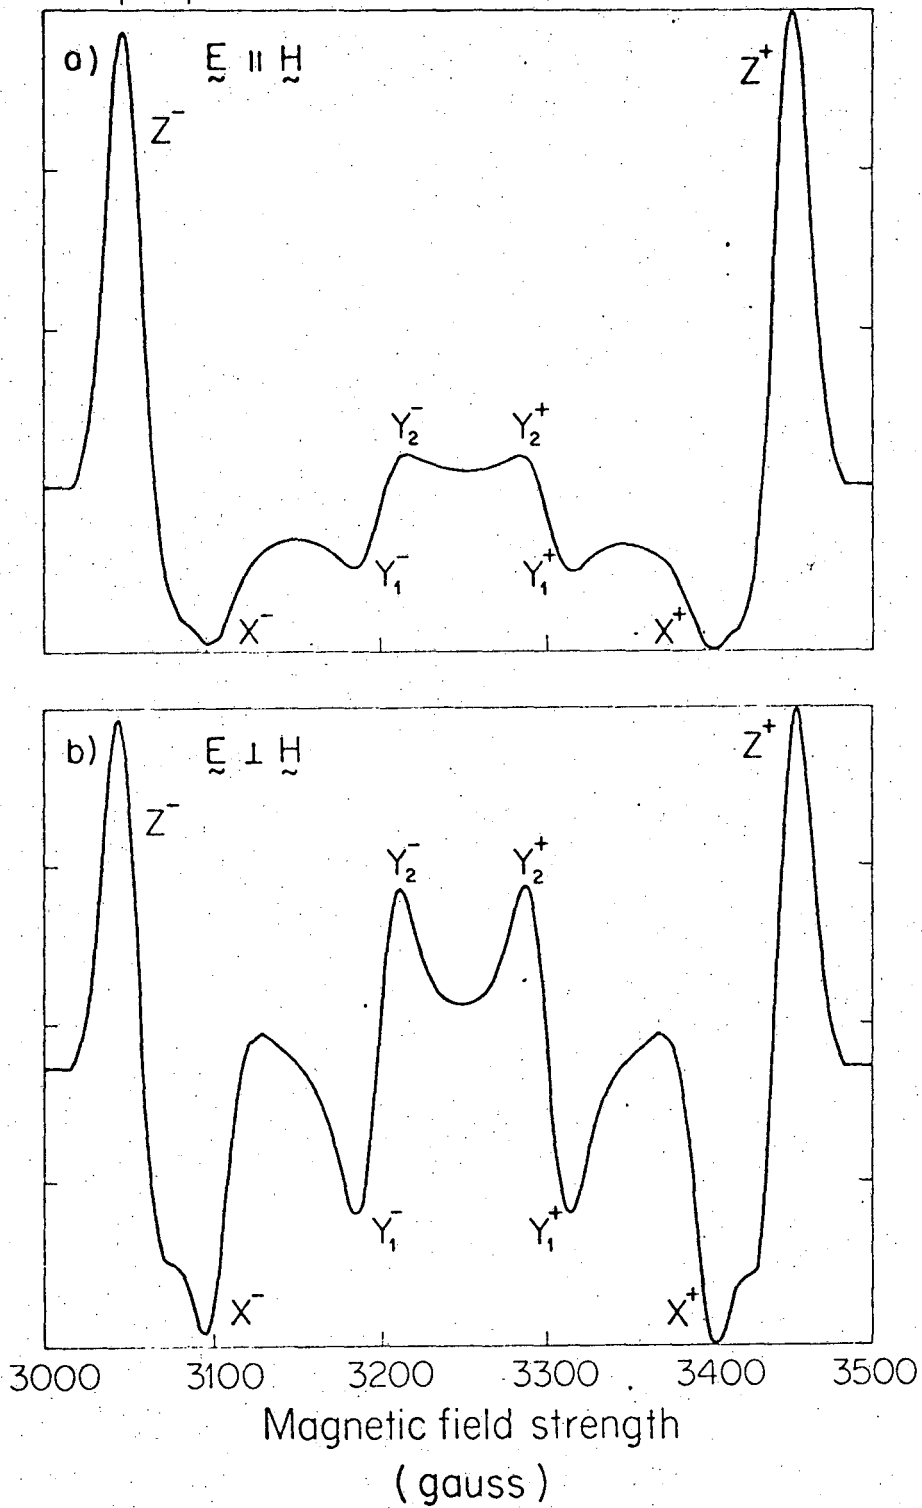 a) E || H
Z⁻
Z⁺
Y₂⁻ Y₂⁺
Y₁⁻ Y₁⁺
X⁻ X⁺
b) E ⊥ H
Z⁻
Z⁺
Y₂⁻ Y₂⁺
Y₁⁻ Y₁⁺
X⁻ X⁺
3000 3100 3200 3300 3400 3500
Magnetic field strength
(gauss)